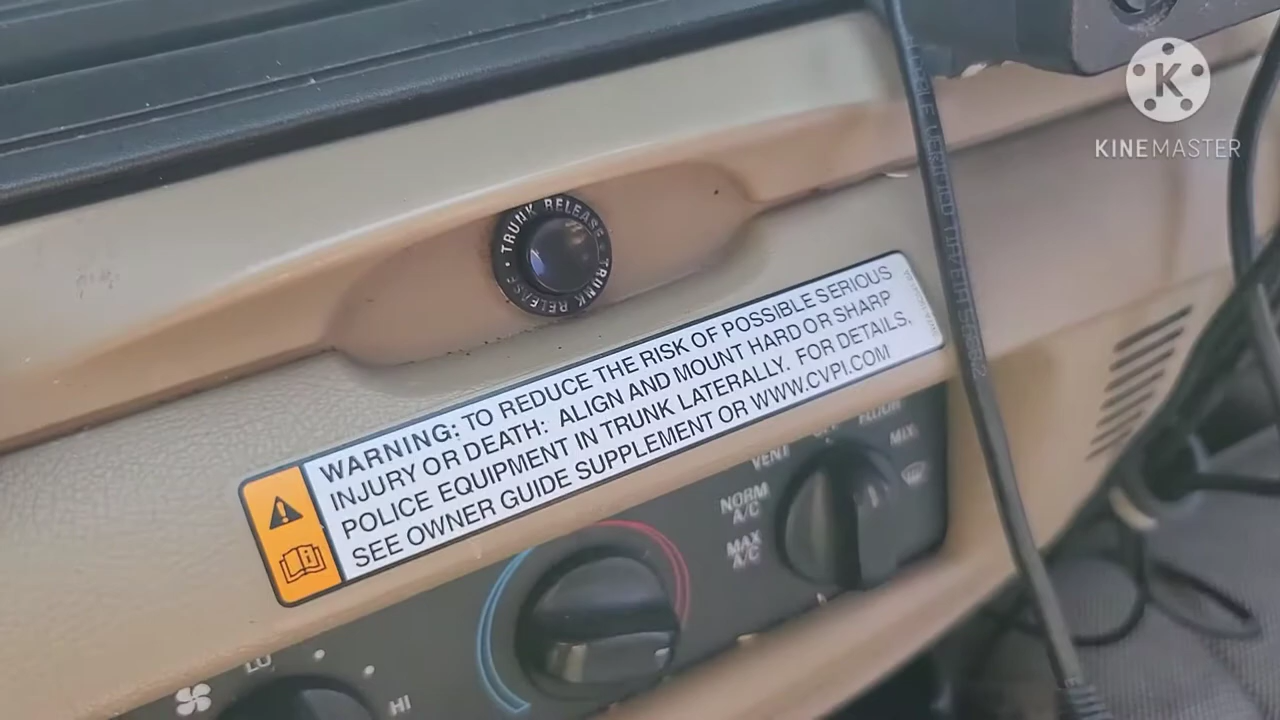 K
KINEMASTER
TRUNK RELEASE • TRUNK RELEASE •
WARNING: TO REDUCE THE RISK OF POSSIBLE SERIOUS
INJURY OR DEATH: ALIGN AND MOUNT HARD OR SHARP
POLICE EQUIPMENT IN TRUNK LATERALLY. FOR DETAILS,
SEE OWNER GUIDE SUPPLEMENT OR WWW.CVPI.COM
FLOOR
MIX
VENT
NORM
A/C
MAX
A/C
LO
HI